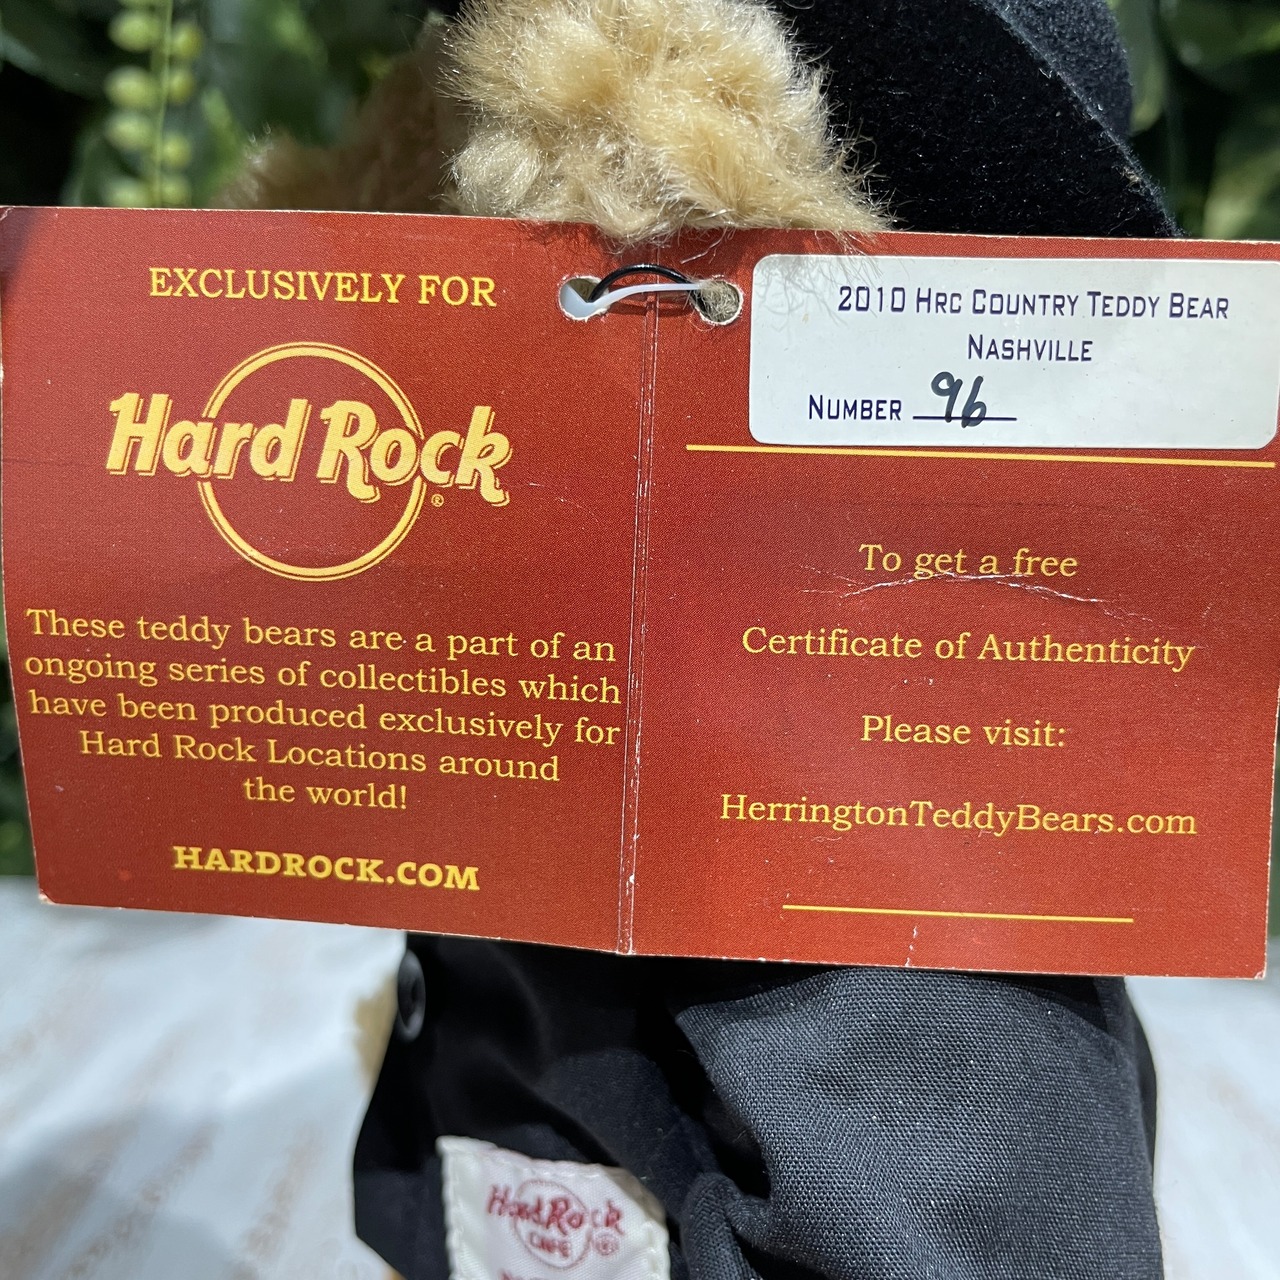 EXCLUSIVELY FOR
Hard Rock®
These teddy bears are a part of an
ongoing series of collectibles which
have been produced exclusively for
Hard Rock Locations around
the world!
HARDROCK.COM
2010 HRC COUNTRY TEDDY BEAR
NASHVILLE
NUMBER 96
To get a free
Certificate of Authenticity
Please visit:
HerringtonTeddyBears.com
Hard Rock
CAFE ®